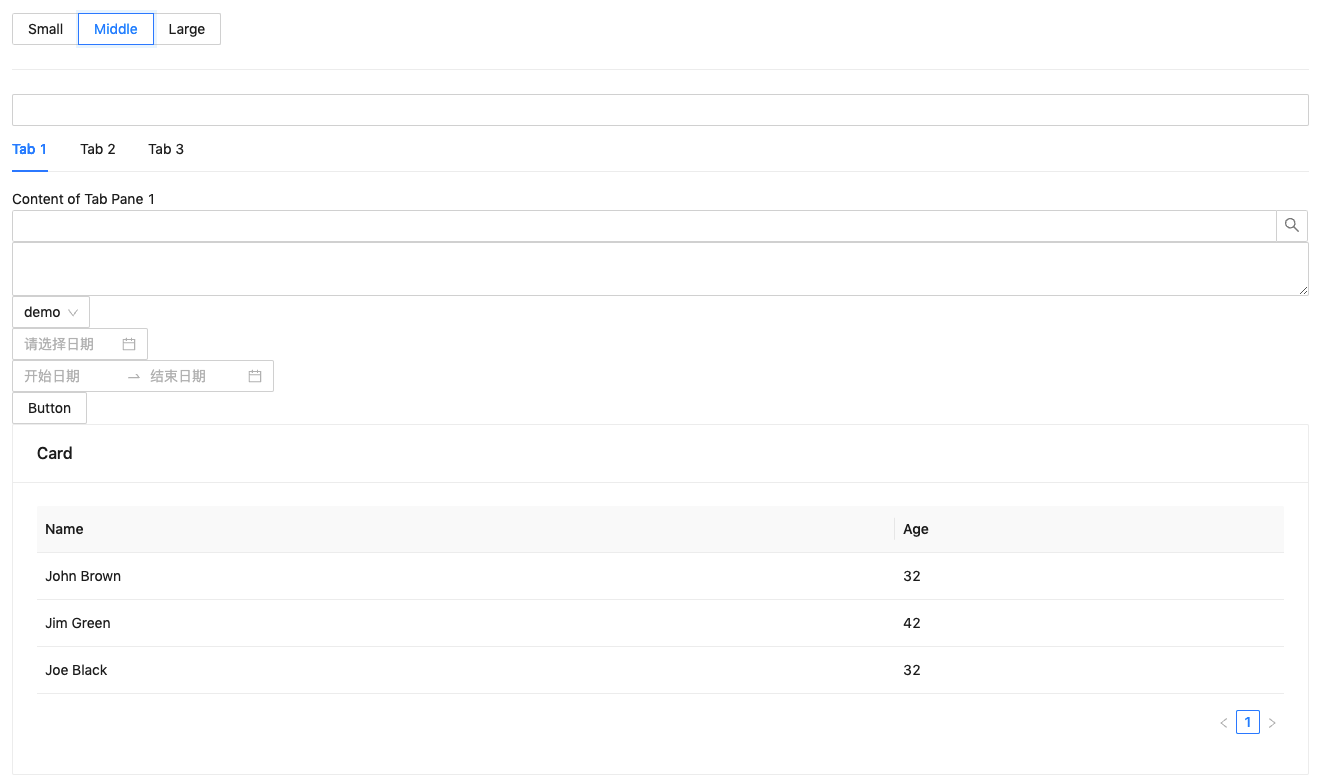 Small Middle Large
Tab 1 Tab 2 Tab 3
Content of Tab Pane 1
demo
请选择日期
开始日期 结束日期
Button
Card
Name Age
John Brown 32
Jim Green 42
Joe Black 32
1